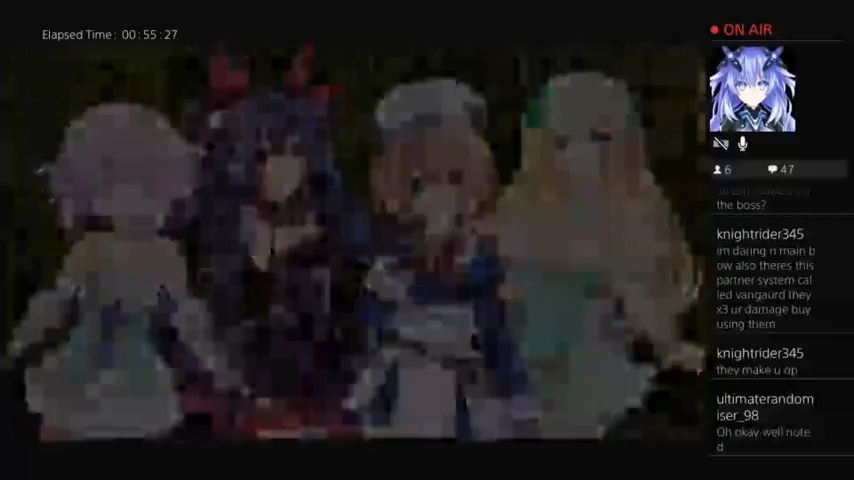 Elapsed Time : 00:55:27
ON AIR
6
47
the boss?
knightrider345
im daring n main b
ow also theres this
partner system cal
led vangaurd they
x3 ur damage buy
using them
knightrider345
they make u op
ultimaterandom
iser_98
Oh okay well note
d